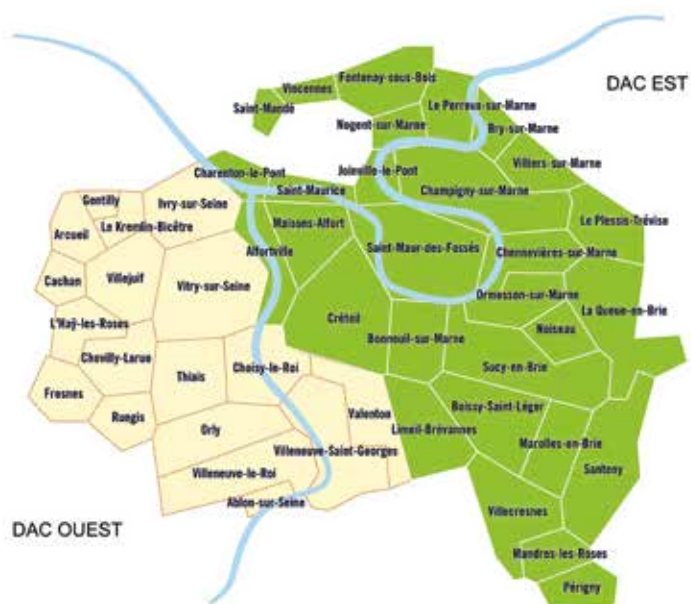 Fontenay-sous-Bois
DAC EST
Vincennes
Le Perreux-sur-Marne
Saint-Mandé
Nogent-sur-Marne
Bry-sur-Marne
Villiers-sur-Marne
Charenton-le-Pont
Joinville-le-Pont
Saint-Maurice
Champigny-sur-Marne
Gentilly
Ivry-sur-Seine
Le Kremlin-Bicêtre
Maisons-Alfort
Le Plessis-Trévise
Arcueil
Alfortville
Saint-Maur-des-Fossés
Chennevières-sur-Marne
Cachan
Villejuif
Vitry-sur-Seine
Ormesson-sur-Marne
La Queue-en-Brie
L'Haÿ-les-Roses
Créteil
Bonneuil-sur-Marne
Noiseau
Chevilly-Larue
Thiais
Choisy-le-Roi
Sucy-en-Brie
Fresnes
Rungis
Valenton
Boissy-Saint-Léger
Orly
Limeil-Brévannes
Marolles-en-Brie
Villeneuve-Saint-Georges
Santeny
Villeneuve-le-Roi
Ablon-sur-Seine
Villecresnes
DAC OUEST
Mandres-les-Roses
Périgny